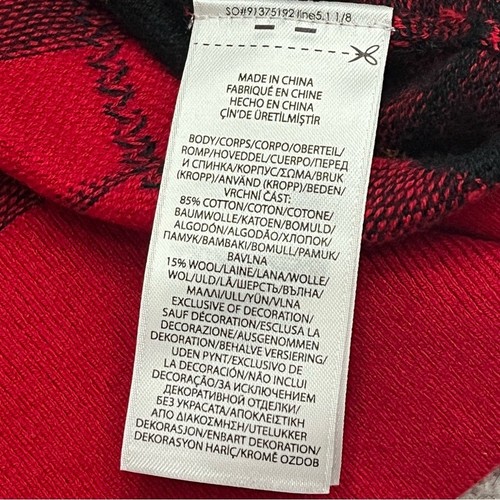 SO#91375192 line5.1 1/8
MADE IN CHINA
FABRIQUÉ EN CHINE
HECHO EN CHINA
ÇİN'DE ÜRETİLMİŞTİR
BODY/CORPS/CORPO/OBERTEIL/
ROMP/HOVEDDEL/CUERPO/ПЕРЕД
И СПИНКА/КОРПУС/ΣΩΜΑ/BRUK
(KROPP)/ANVÄND (KROPP)/BEDEN/
VRCHNÍ ČÁST:
85% COTTON/COTON/COTONE/
BAUMWOLLE/KATOEN/BOMULD/
ALGODÓN/ALGODÃO/ХЛОПОК/
ПАМУК/ΒΑΜΒΑΚΙ/BOMULL/PAMUK/
BAVLNA
15% WOOL/LAINE/LANA/WOLLE/
WOL/ULD/LÃ/ШЕРСТЬ/ВЪЛНА/
ΜΑΛΛΙ/ULL/YÜN/VLNA
EXCLUSIVE OF DECORATION/
SAUF DÉCORATION/ESCLUSA
DECORAZIONE/AUSGENOMMEN
DEKORATION/BEHALVE VERSIERING/
UDEN PYNT/EXCLUSIVO DE
LA DECORACIÓN/NÃO INCLUI
DECORAÇÃO/ЗА ИСКЛЮЧЕНИЕМ
ДЕКОРАТИВНОЙ ОТДЕЛКИ/
БЕЗ УКРАСАТА/ΑΠΟΚΛΕΙΣΤΙΚΗ
ΑΠΟ ΔΙΑΚΟΣΜΗΣΗ/UTELUKKER
DEKORASJON/ENBART DEKORATION/
DEKORASYON HARİÇ/KROMĚ OZDOB